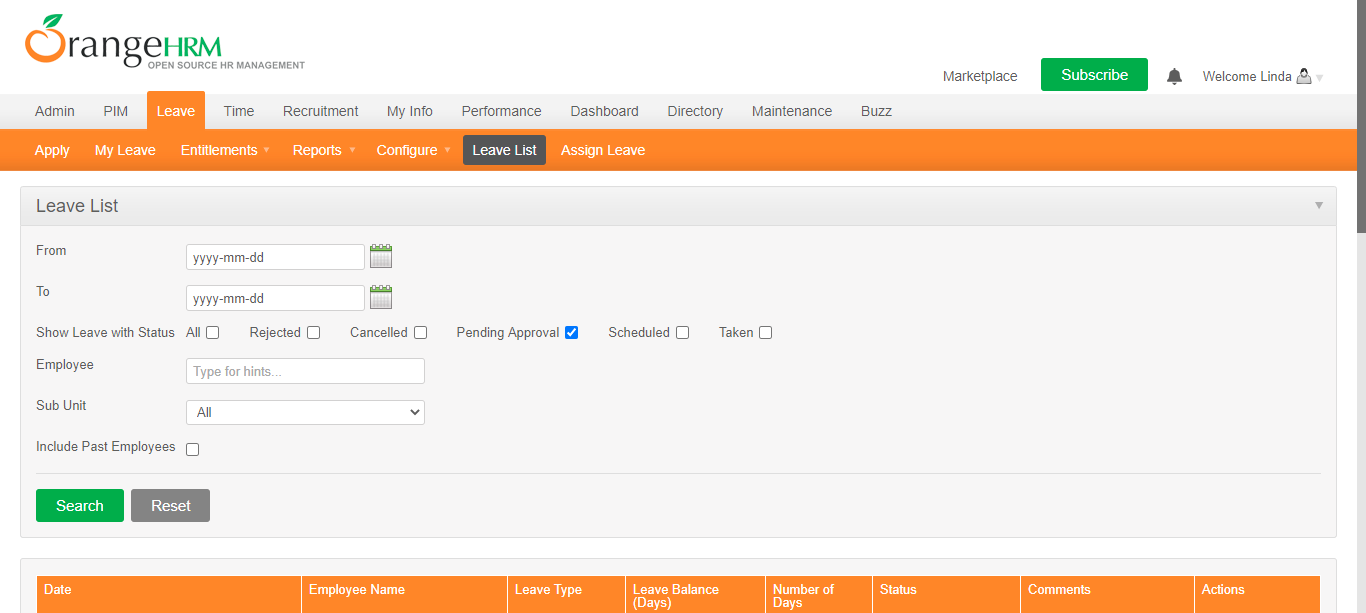 OrangeHRM
OPEN SOURCE HR MANAGEMENT
Marketplace Subscribe Welcome Linda
Admin PIM Leave Time Recruitment My Info Performance Dashboard Directory Maintenance Buzz
Apply My Leave Entitlements Reports Configure Leave List Assign Leave
Leave List
From yyyy-mm-dd
To yyyy-mm-dd
Show Leave with Status All Rejected Cancelled Pending Approval Scheduled Taken
Employee Type for hints...
Sub Unit All
Include Past Employees
Search Reset
Date Employee Name Leave Type Leave Balance Number of Status Comments Actions
(Days) Days